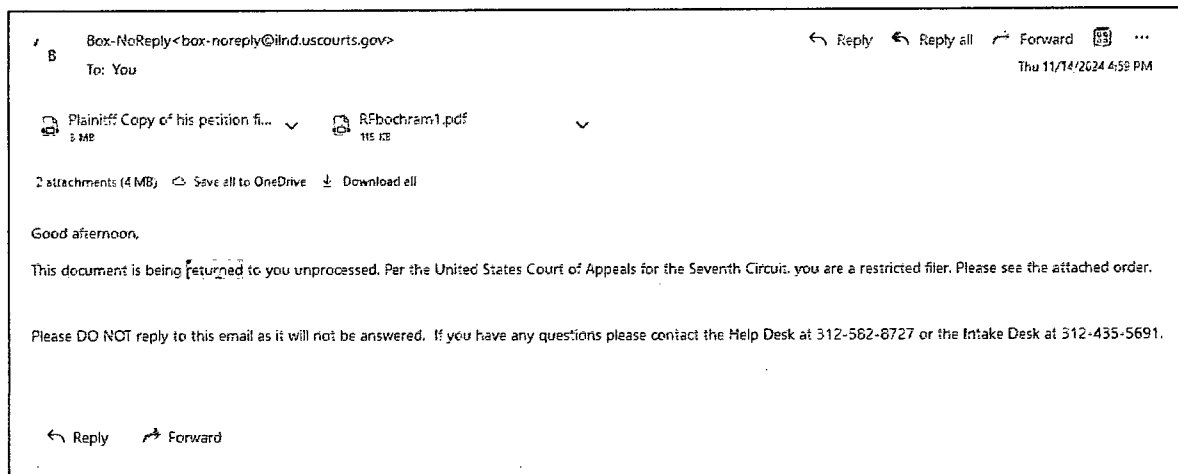 Box-NoReply<box-noreply@ilnd.uscourts.gov>
Reply Reply all Forward
B
To: You
Thu 11/14/2024 4:59 PM
Plainitff Copy of his petition fi...
RFbochram1.pdf
3 MB
115 KB
2 attachments (4 MB) Save all to OneDrive Download all
Good afternoon,
This document is being returned to you unprocessed. Per the United States Court of Appeals for the Seventh Circuit, you are a restricted filer. Please see the attached order.
Please DO NOT reply to this email as it will not be answered. If you have any questions please contact the Help Desk at 312-582-8727 or the Intake Desk at 312-435-5691.
Reply Forward